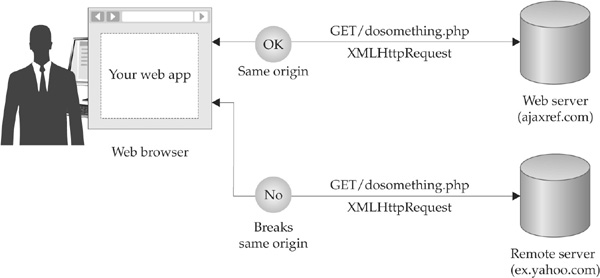 OK
GET/dosomething.php
XMLHttpRequest
Same origin
Your web app
Web server
(ajaxref.com)
Web browser
No
GET/dosomething.php
XMLHttpRequest
Breaks
same origin
Remote server
(ex.yahoo.com)